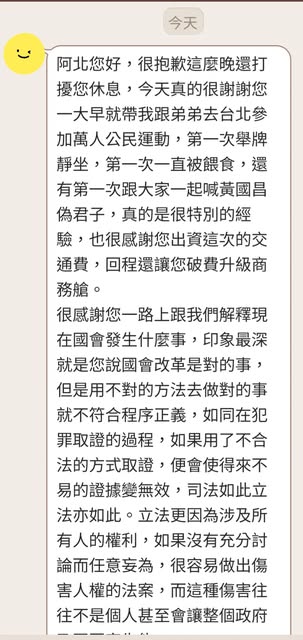 今天
阿北您好，很抱歉這麼晚還打
擾您休息，今天真的很謝謝您
一大早就帶我跟弟弟去台北參
加萬人公民運動，第一次舉牌
靜坐，第一次一直被餵食，還
有第一次跟大家一起喊黃國昌
偽君子，真的是很特別的經
驗，也很感謝您出資這次的交
通費，回程還讓您破費升級商
務艙。
很感謝您一路上跟我們解釋現
在國會發生什麼事，印象最深
就是您說國會改革是對的事，
但是用不對的方法去做對的事
就不符合程序正義，如同在犯
罪取證的過程，如果用了不合
法的方式取證，便會使得來不
易的證據變無效，司法如此立
法亦如此。立法更因為涉及所
有人的權利，如果沒有充分討
論而任意妄為，很容易做出傷
害人權的法案，而這種傷害往
往不是個人甚至會讓整個政府